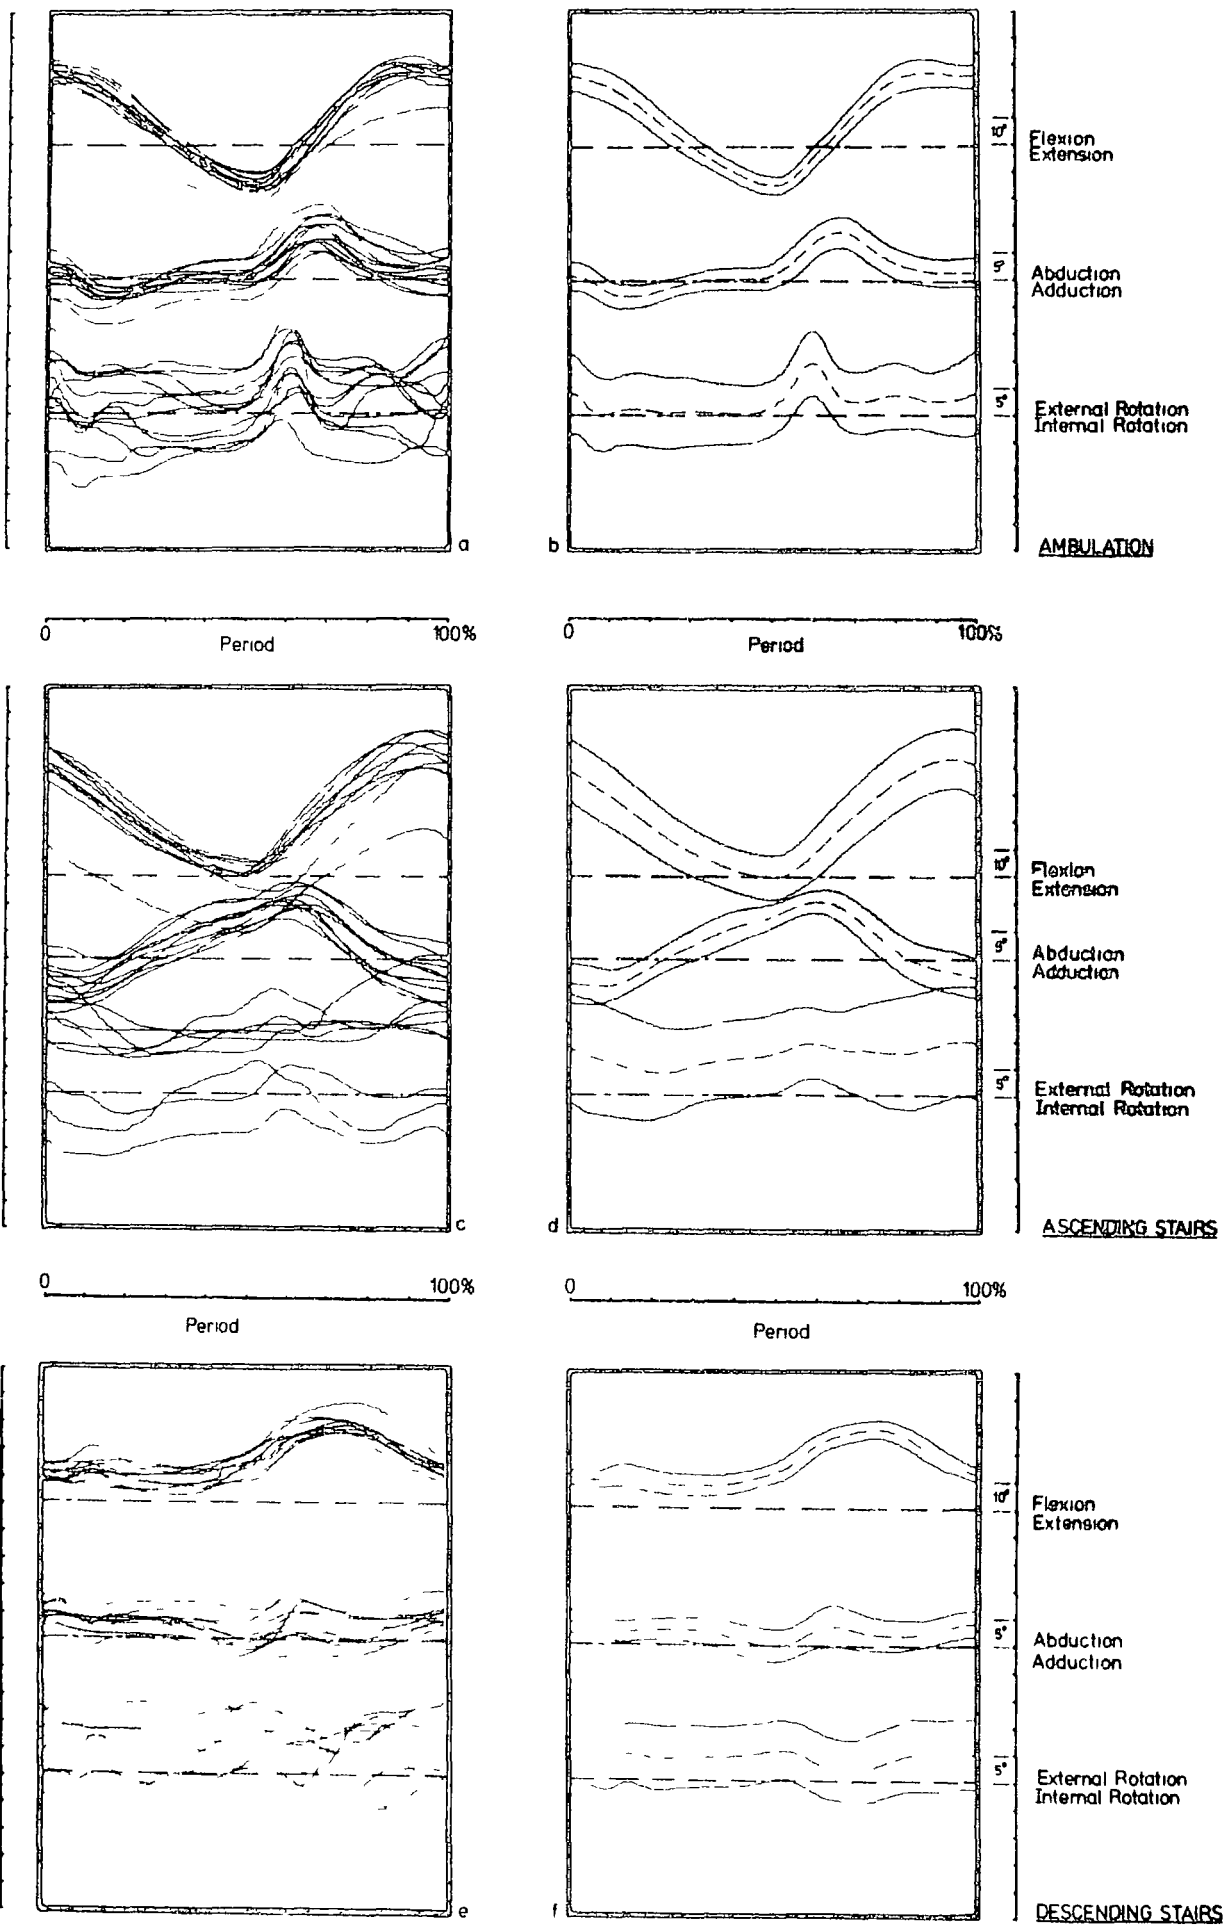 10°
Flexion
Extension
5°
Abduction
Adduction
5°
External Rotation
Internal Rotation
a
b
AMBULATION
0
100%
Period
0
100%
Period
10°
Flexion
Extension
5°
Abduction
Adduction
5°
External Rotation
Internal Rotation
c
d
ASCENDING STAIRS
0
100%
Period
0
100%
Period
10°
Flexion
Extension
5°
Abduction
Adduction
5°
External Rotation
Internal Rotation
e
f
DESCENDING STAIRS